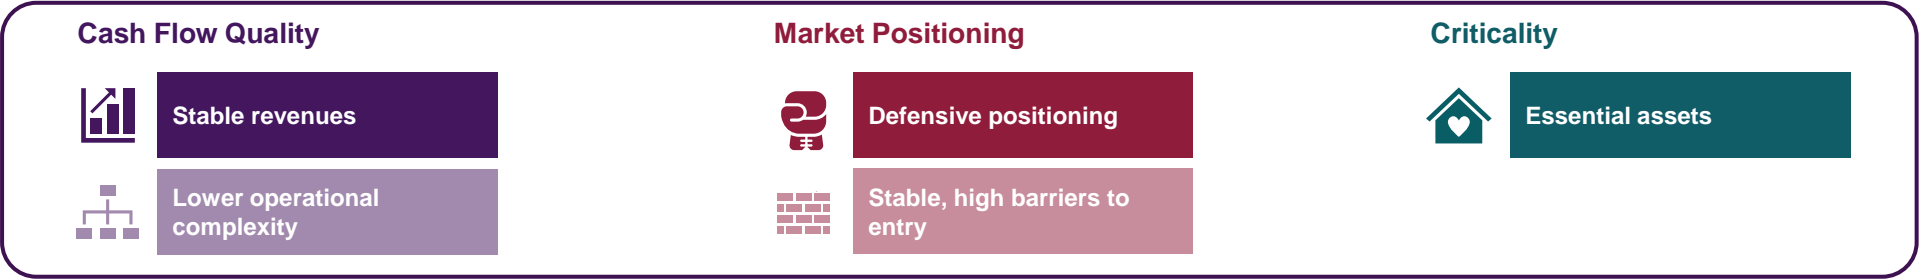 Cash Flow Quality
Stable revenues
Lower operational
complexity
Market Positioning
Defensive positioning
Stable, high barriers to
entry
Criticality
Essential assets